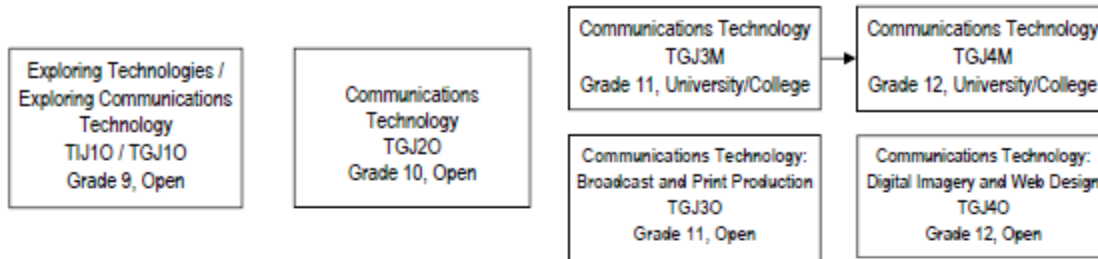 Exploring Technologies /
Exploring Communications
Technology
TIJ1O / TGJ1O
Grade 9, Open
Communications
Technology
TGJ2O
Grade 10, Open
Communications Technology
TGJ3M
Grade 11, University/College
Communications Technology
TGJ4M
Grade 12, University/College
Communications Technology:
Broadcast and Print Production
TGJ3O
Grade 11, Open
Communications Technology:
Digital Imagery and Web Design
TGJ4O
Grade 12, Open